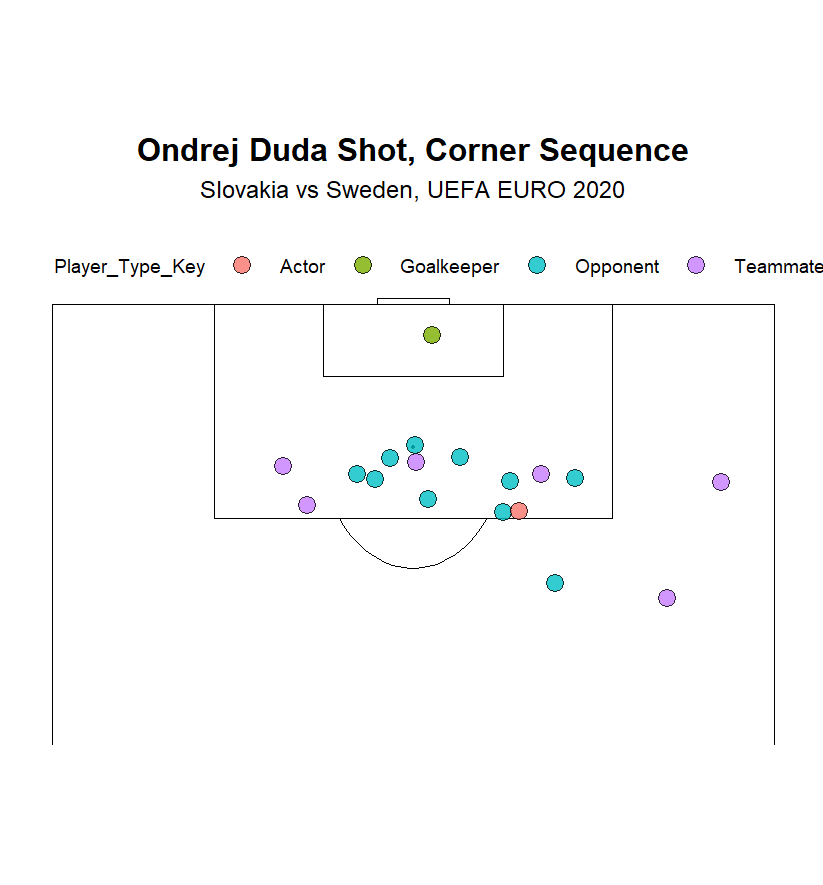 Ondrej Duda Shot, Corner Sequence
Slovakia vs Sweden, UEFA EURO 2020
Player_Type_Key Actor Goalkeeper Opponent Teammate